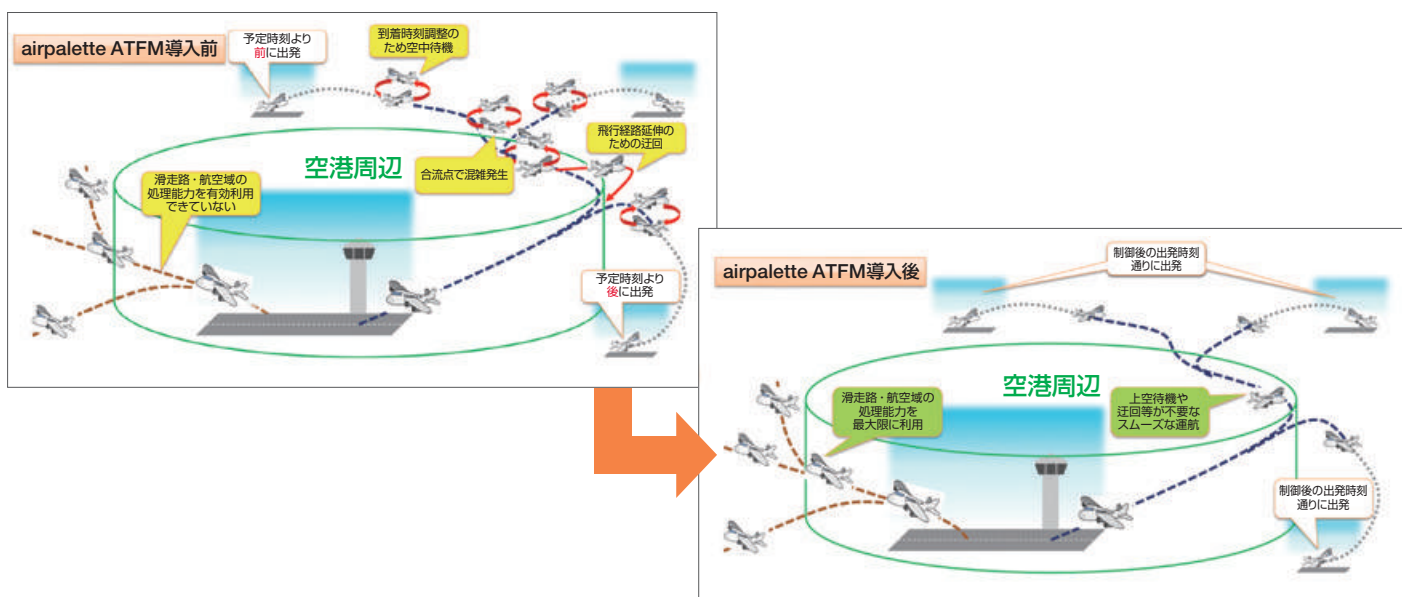 airpalette ATFM導入前
予定時刻より
前に出発
到着時刻調整の
ため空中待機
飛行経路延伸の
ための迂回
合流点で混雑発生
空港周辺
滑走路・航空域の
処理能力を有効利用
できていない
予定時刻より
後に出発
airpalette ATFM導入後
制御後の出発時刻
通りに出発
空港周辺
滑走路・航空域の
処理能力を
最大限に利用
上空待機や
迂回等が不要な
スムーズな運航
制御後の出発時刻
通りに出発